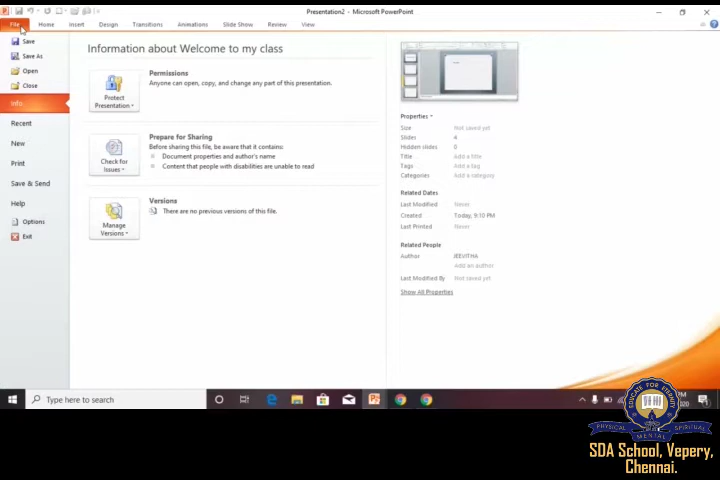 Presentation2 - Microsoft PowerPoint
File Home Insert Design Transitions Animations Slide Show Review View
Save
Save As
Open
Close
Info
Recent
New
Print
Save & Send
Help
Options
Exit
Information about Welcome to my class
Protect
Presentation
Permissions
Anyone can open, copy, and change any part of this presentation.
Check for
Issues
Prepare for Sharing
Before sharing this file, be aware that it contains:
Document properties and author's name
Content that people with disabilities are unable to read
Manage
Versions
Versions
There are no previous versions of this file.
Properties
Size Not saved yet
Slides 4
Hidden slides 0
Title Add a title
Tags Add a tag
Categories Add a category
Related Dates
Last Modified Never
Created Today, 9:10 PM
Last Printed Never
Related People
Author JEEVITHA
Add an author
Last Modified By Not saved yet
Show All Properties
Type here to search
EDUCATE FOR ETERNITY
PHYSICAL
MENTAL
SPIRITUAL
SDA School, Vepery,
Chennai.